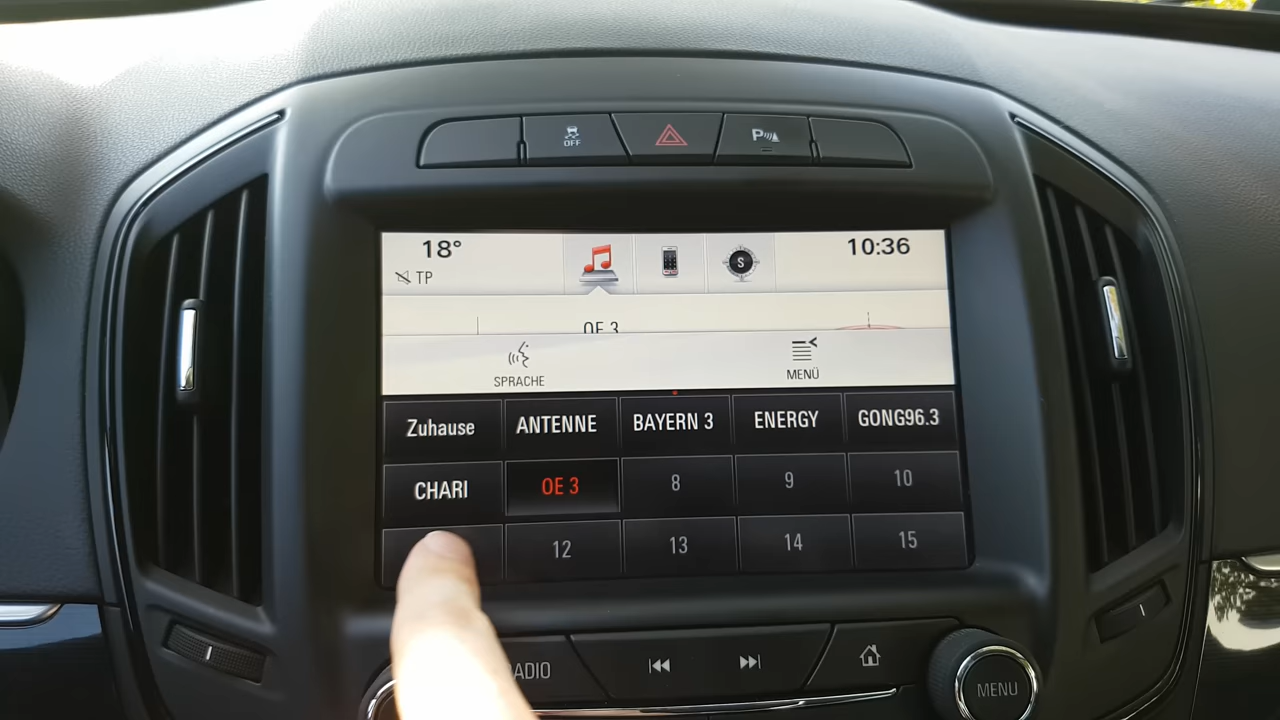 OFF
P
18°
S
10:36
TP
OE 3
SPRACHE
MENÜ
Zuhause
ANTENNE
BAYERN 3
ENERGY
GONG96.3
CHARI
OE 3
8
9
10
12
13
14
15
ADIO
MENU